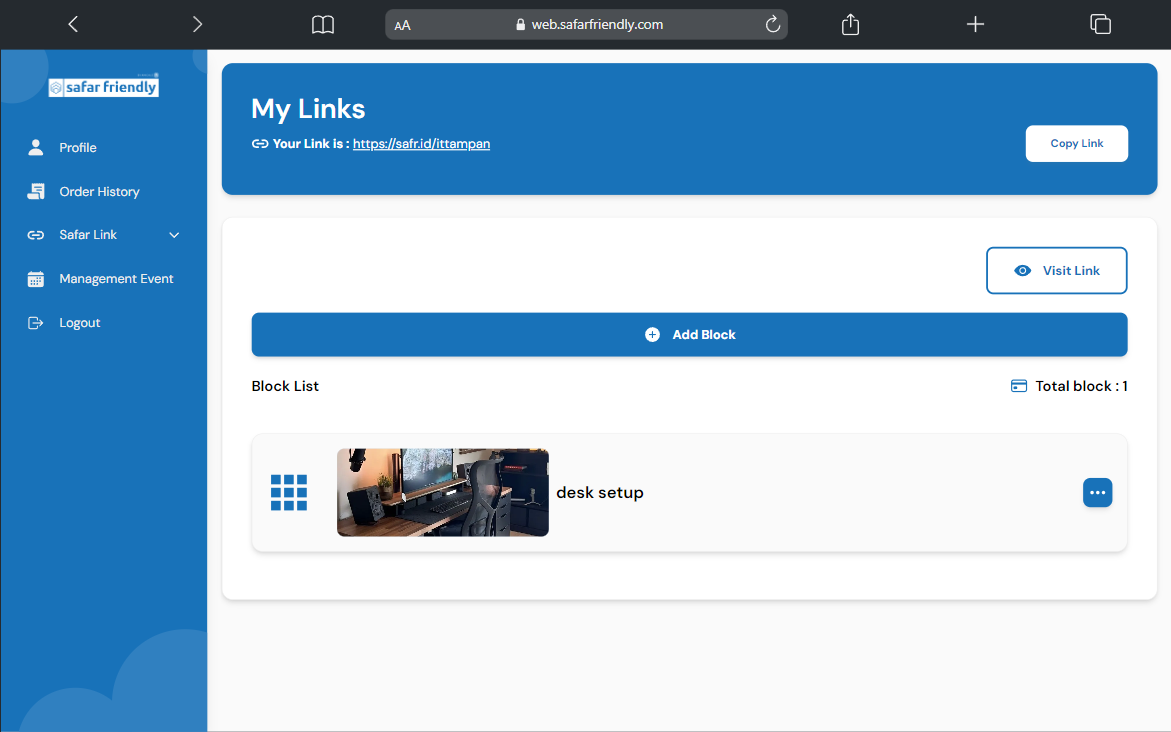 AA
web.safarfriendly.com
safar friendly
Profile
Order History
Safar Link
Management Event
Logout
My Links
Your Link is : https://safr.id/ittampan
Copy Link
Visit Link
Add Block
Block List
Total block : 1
desk setup